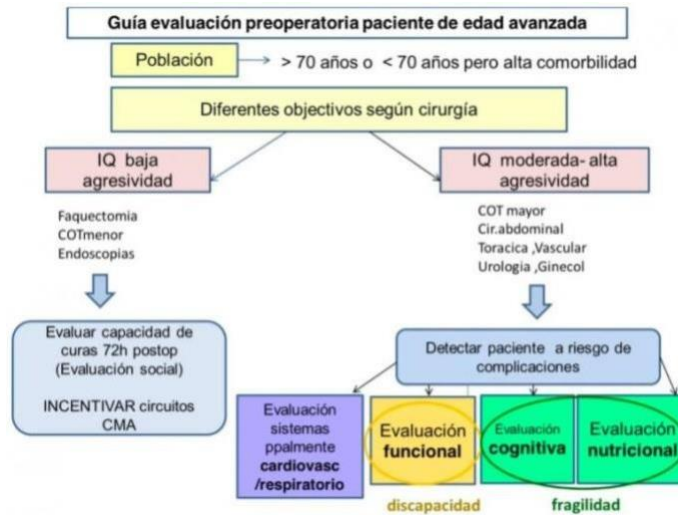 Guía evaluación preoperatoria paciente de edad avanzada
Población
> 70 años o < 70 años pero alta comorbilidad
Diferentes objetivos según cirurgía
IQ baja
agresividad
IQ moderada- alta
agresividad
Faquectomia
COTmenor
Endoscopias
COT mayor
Cir.abdominal
Toracica ,Vascular
Urologia ,Ginecol
Evaluar capacidad de
curas 72h postop
(Evaluación social)
INCENTIVAR circuitos
CMA
Detectar paciente a riesgo de
complicaciones
Evaluación
sistemas
ppalmente
cardiovasc
/respiratorio
Evaluación
funcional
Evaluación
cognitiva
Evaluación
nutricional
discapacidad
fragilidad